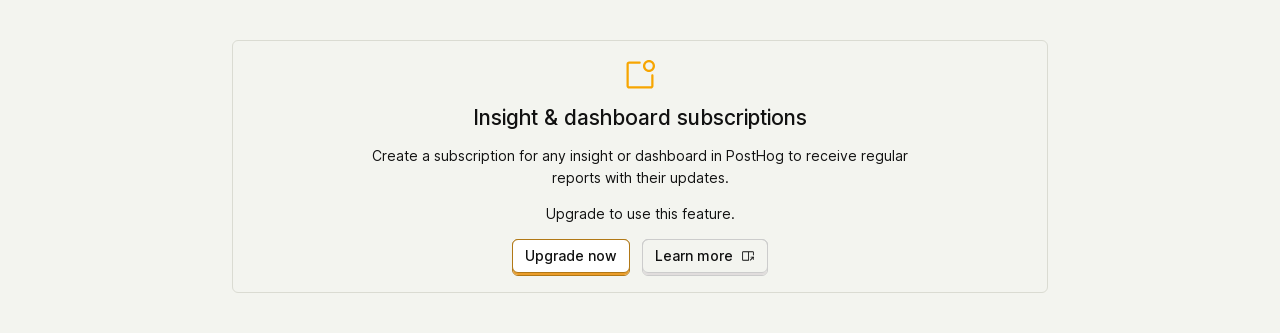 Insight & dashboard subscriptions
Create a subscription for any insight or dashboard in PostHog to receive regular
reports with their updates.
Upgrade to use this feature.
Upgrade now
Learn more